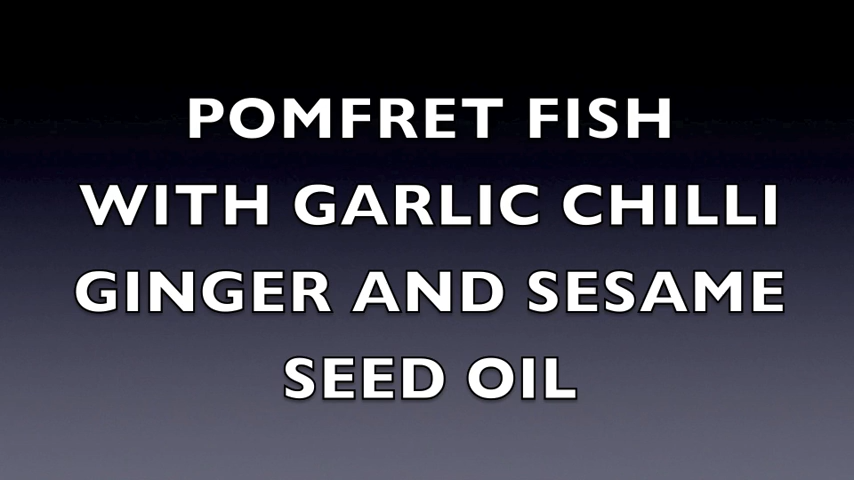 POMFRET FISH
WITH GARLIC CHILLI
GINGER AND SESAME
SEED OIL